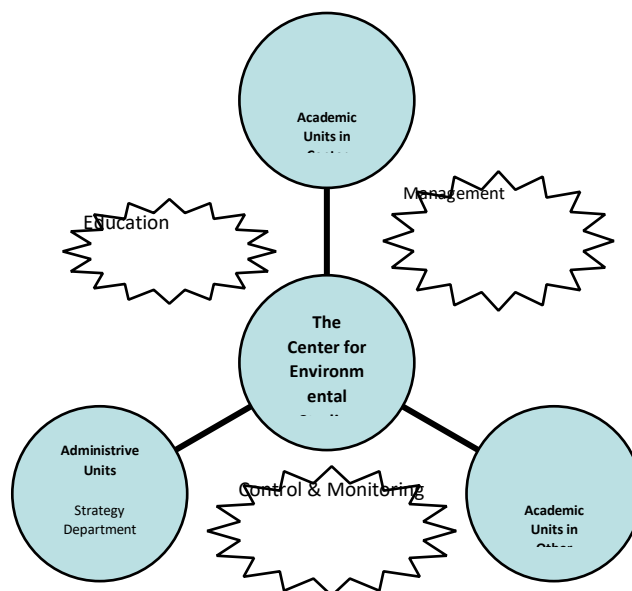 Academic
Units in
Education
Management
The
Center for
Environm
ental
Administrive
Units
Strategy
Department
Control & Monitoring
Academic
Units in